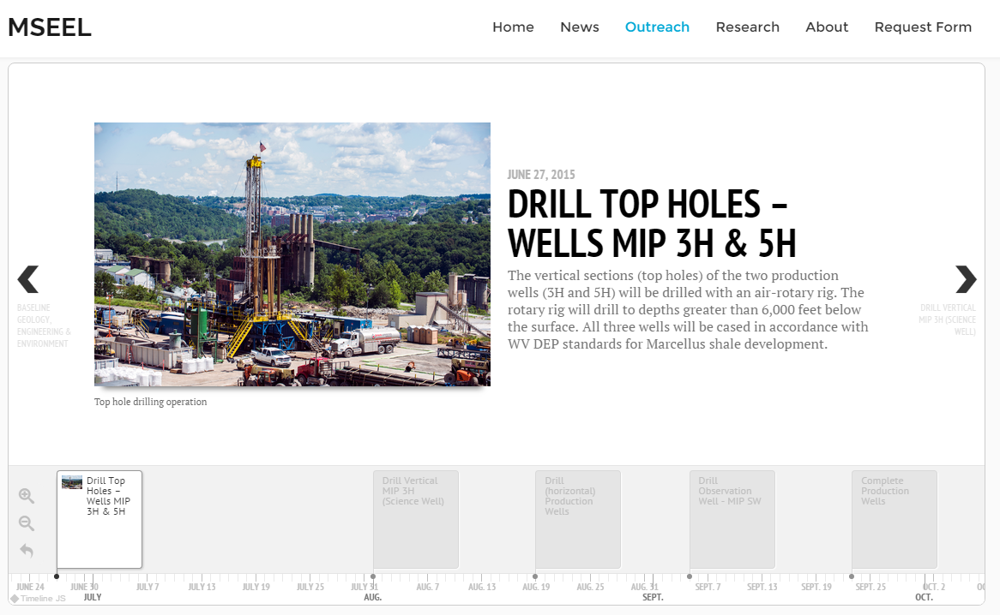 MSEEL
Home News Outreach Research About Request Form
JUNE 27, 2015
DRILL TOP HOLES –
WELLS MIP 3H & 5H
The vertical sections (top holes) of the two production
wells (3H and 5H) will be drilled with an air-rotary rig. The
rotary rig will drill to depths greater than 6,000 feet below
the surface. All three wells will be cased in accordance with
WV DEP standards for Marcellus shale development.
BASELINE
GEOLOGY,
ENGINEERING &
ENVIRONMENT
DRILL VERTICAL
MIP 3H (SCIENCE
WELL)
Top hole drilling operation
Drill Top
Holes –
Wells MIP
3H & 5H
Drill Vertical
MIP 3H
(Science Well)
Drill
(horizontal)
Production
Wells
Drill
Observation
Well - MIP SW
Complete
Production
Wells
JUNE 24 JUNE 30 JULY 7 JULY 13 JULY 19 JULY 25 JULY 31 AUG. 7 AUG. 13 AUG. 19 AUG. 25 AUG. 31 SEPT. 7 SEPT. 13 SEPT. 19 SEPT. 25 OCT. 2
Timeline JS JULY AUG. SEPT. OCT.